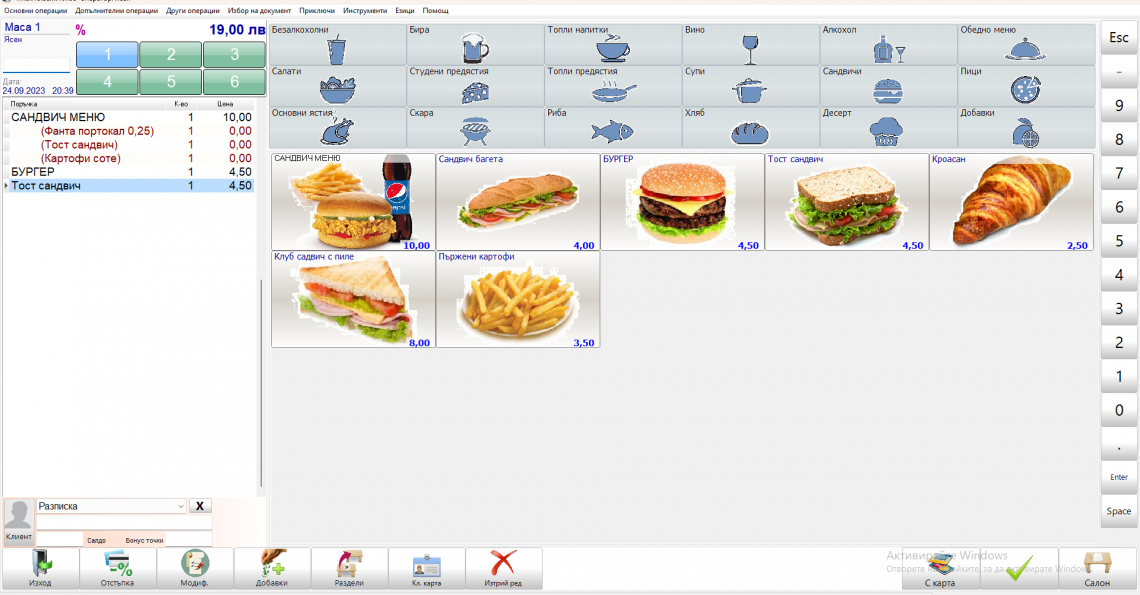 Основни операции Допълнителни операции Други операции Избор на документ Приключи Инструменти Езици Помощ
Маса 1 % 19,00 лв
Ясен
1 2 3
4 5 6
Дата:
24.09.2023 20:39
Поръчка К-во Цена
САНДВИЧ МЕНЮ 1 10,00
(Фанта портокал 0,25) 1 0,00
(Тост сандвич) 1 0,00
(Картофи соте) 1 0,00
БУРГЕР 1 4,50
Тост сандвич 1 4,50
Безалкохолни Бира Топли напитки Вино Алкохол Обедно меню
Салати Студени предястия Топли предястия Супи Сандвичи Пици
Основни ястия Скара Риба Хляб Десерт Добавки
САНДВИЧ МЕНЮ Сандвич багета БУРГЕР Тост сандвич Кроасан
pepsi
10,00 4,00 4,50 4,50 2,50
Клуб садвич с пиле Пържени картофи
8,00 3,50
Esc
-
9
8
7
6
5
4
3
2
1
0
.
Enter
Space
Разписка X
Клиент
Салдо Бонус точки
Изход Отстъпка Модиф. Добавки Раздели Кл. карта Изтрий ред С карта Салон
Windows
за да активирате Windows